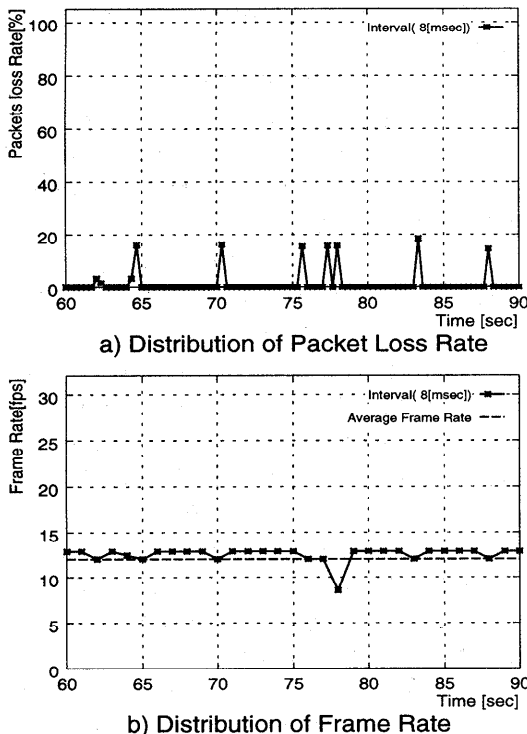 Packets loss Rate[%]
100
80
60
40
20
0
Interval( 8[msec])
60 65 70 75 80 85 90
Time [sec]
a) Distribution of Packet Loss Rate
Frame Rate[fps]
30
25
20
15
10
5
0
Interval( 8[msec])
Average Frame Rate
60 65 70 75 80 85 90
Time [sec]
b) Distribution of Frame Rate